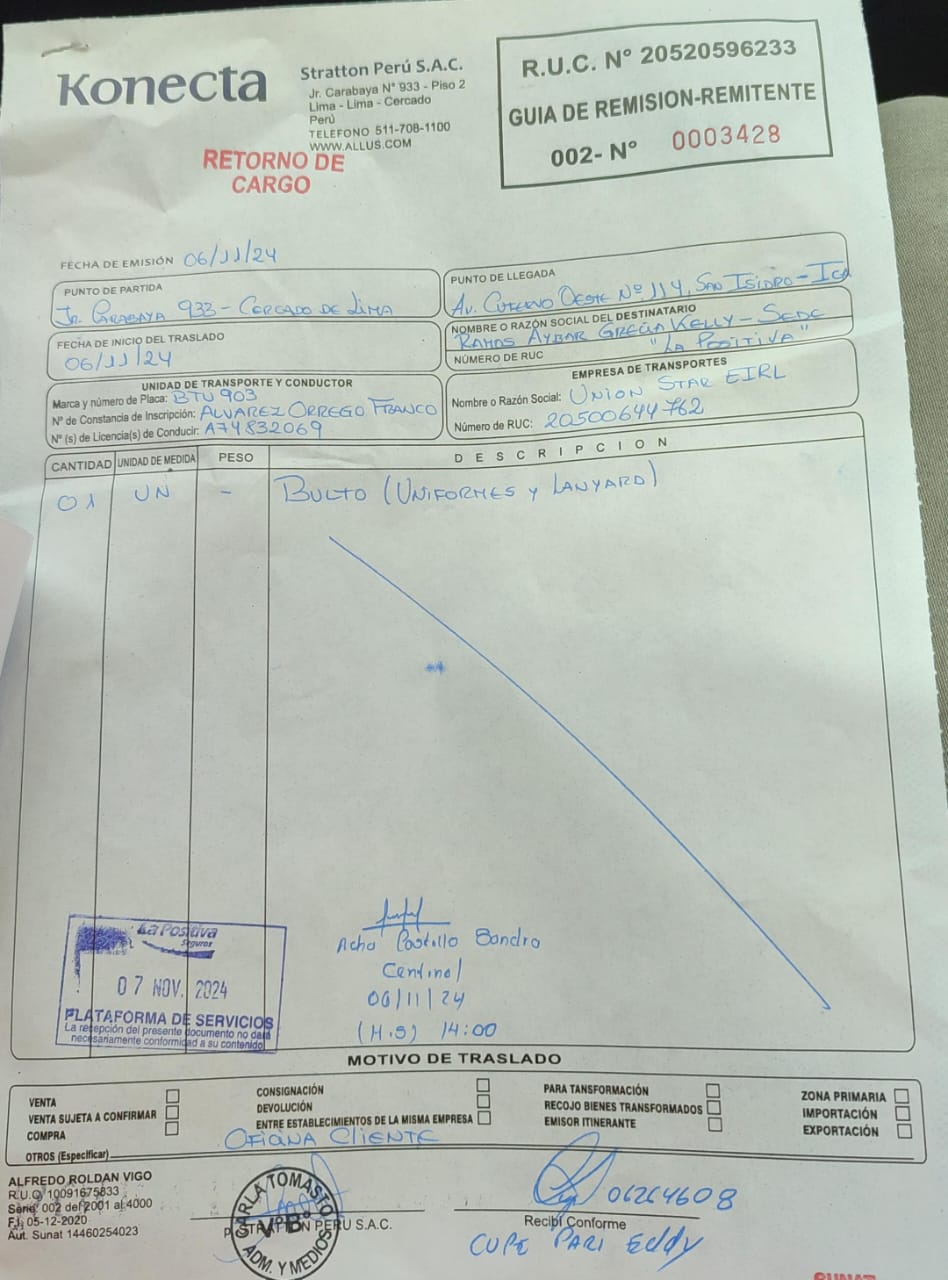 Konecta
Stratton Perú S.A.C.
Jr. Carabaya N° 933 - Piso 2
Lima - Lima - Cercado
Perú
TELEFONO 511-708-1100
WWW.ALLUS.COM
RETORNO DE
CARGO
R.U.C. N° 20520596233
GUIA DE REMISION-REMITENTE
002- N° 0003428
FECHA DE EMISIÓN 06/11/24
PUNTO DE PARTIDA
Jr. Carabaya 933 - Cercado de Lima
PUNTO DE LLEGADA
Av. Cutervo Oeste Nº 114, San Isidro - Ica
FECHA DE INICIO DEL TRASLADO
06/11/24
NOMBRE O RAZÓN SOCIAL DEL DESTINATARIO
Ramos Aybar Grecia Kelly - Sede
"La Positiva"
NÚMERO DE RUC
UNIDAD DE TRANSPORTE Y CONDUCTOR
Marca y número de Placa: BTU 903
N° de Constancia de Inscripción: Alvarez Orrego Franco
N° (s) de Licencia(s) de Conducir: A74832069
EMPRESA DE TRANSPORTES
Nombre o Razón Social: Union Star EIRL
Número de RUC: 20500644762
CANTIDAD UNIDAD DE MEDIDA PESO DESCRIPCION
01 UN - Bulto (Uniformes y Lanyard)
La Positiva
Seguros
07 NOV. 2024
PLATAFORMA DE SERVICIOS
La recepción del presente documento no dará
necesariamente conformidad a su contenido
Acha Castillo Sandro
Centinel
06/11/24
(H.S) 14:00
MOTIVO DE TRASLADO
VENTA
VENTA SUJETA A CONFIRMAR
COMPRA
OTROS (Especificar) Oficina Cliente
CONSIGNACIÓN
DEVOLUCIÓN
ENTRE ESTABLECIMIENTOS DE LA MISMA EMPRESA
PARA TANSFORMACIÓN
RECOJO BIENES TRANSFORMADOS
EMISOR ITINERANTE
ZONA PRIMARIA
IMPORTACIÓN
EXPORTACIÓN
ALFREDO ROLDAN VIGO
R.U.C 10091675833
Serie: 002 del 2001 al 4000
F.I. 05-12-2020
Aut. Sunat 14460254023
CARLA TOMASTO
V°B°
ADM. Y MEDIOS
STRATTON PERU S.A.C.
06264608
Recibí Conforme
Cupe Pari Eddy
SUNAT